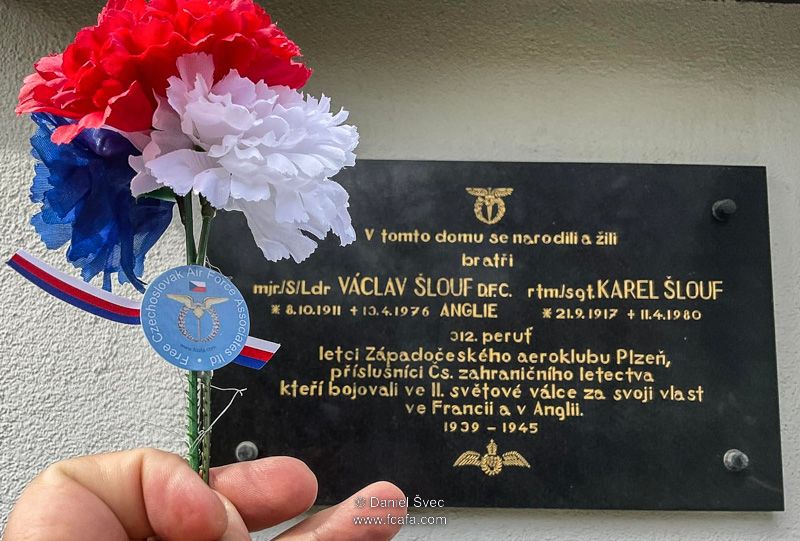 V tomto domu se narodili a žili
bratři
mjr/S/Ldr VÁCLAV ŠLOUF D.F.C. rtm/sgt. KAREL ŠLOUF
* 8.10.1911 + 13.4.1976 ANGLIE * 21.9.1917 + 11.4.1980
312. peruť
letci Západočeského aeroklubu Plzeň,
příslušníci Čs. zahraničního letectva
kteří bojovali ve II. světové válce za svoji vlast
ve Francii a v Anglii.
1939 – 1945
Free Czechoslovak Air Force Associates ltd •
www.fcafa.com
© Daniel Švec
www.fcafa.com